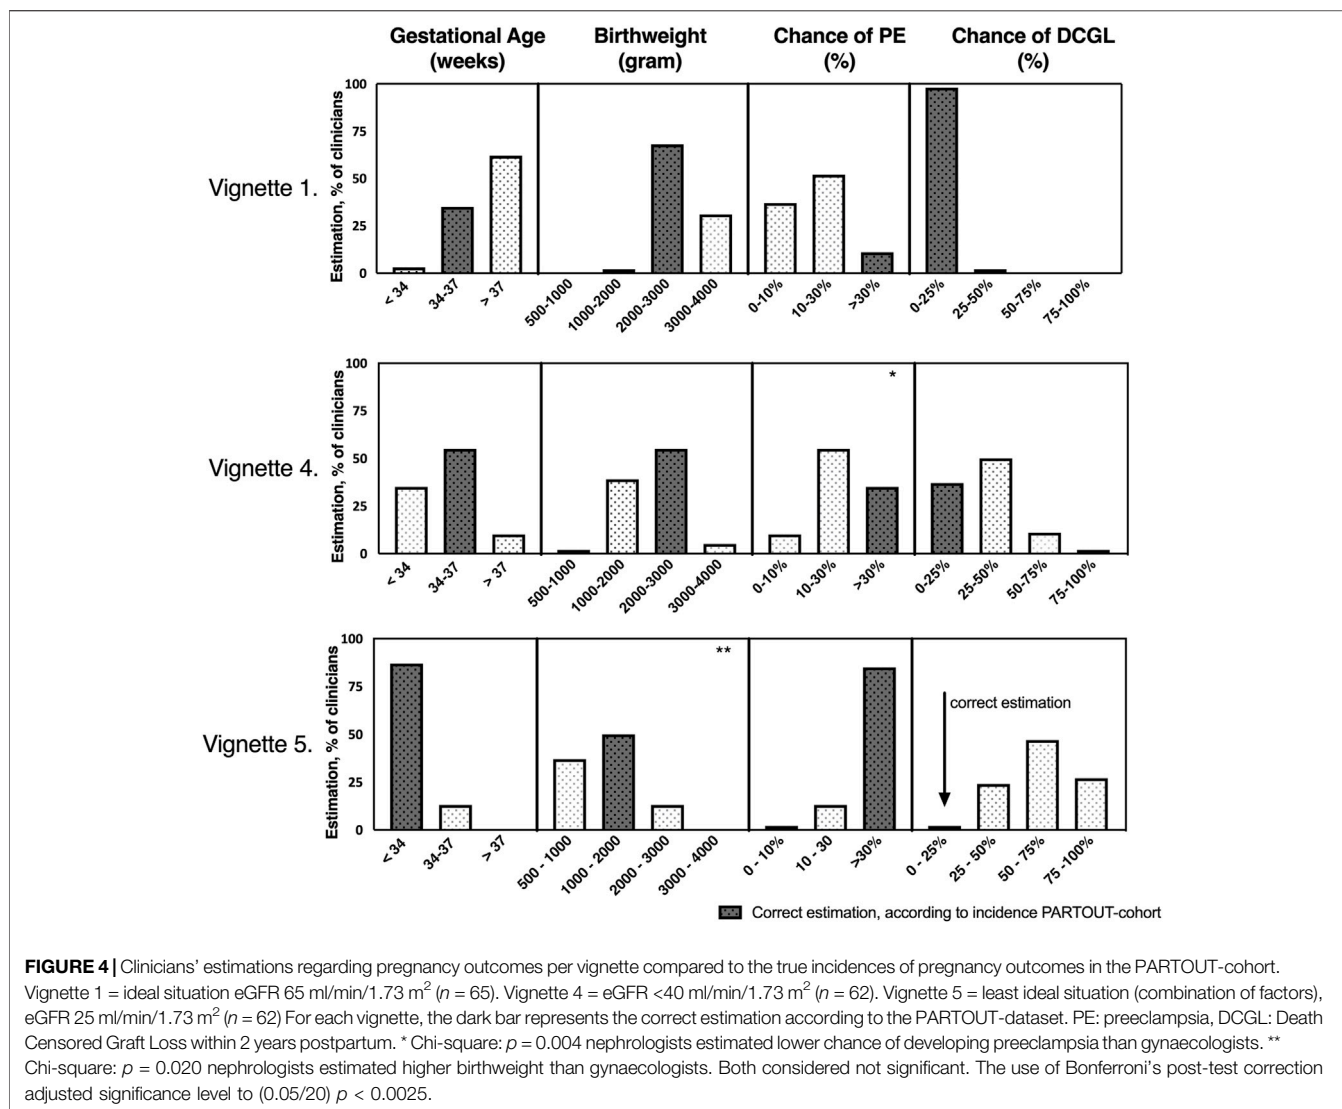 Gestational Age Birthweight Chance of PE Chance of DCGL
(weeks) (gram) (%) (%)
Vignette 1.
Estimation, % of clinicians
100
75
50
25
0
< 34 34-37 > 37 500-1000 1000-2000 2000-3000 3000-4000 0-10% 10-30% >30% 0-25% 25-50% 50-75% 75-100%
Vignette 4.
Estimation, % of clinicians
100
75
50
25
0
*
< 34 34-37 > 37 500-1000 1000-2000 2000-3000 3000-4000 0-10% 10-30% >30% 0-25% 25-50% 50-75% 75-100%
Vignette 5.
Estimation, % of clinicians
100
75
50
25
0
**
correct estimation
< 34 34-37 > 37 500 - 1000 1000 - 2000 2000 - 3000 3000 - 4000 0 - 10% 10 - 30 >30% 0 - 25% 25 - 50% 50 - 75% 75 -100%
Correct estimation, according to incidence PARTOUT-cohort
FIGURE 4 | Clinicians' estimations regarding pregnancy outcomes per vignette compared to the true incidences of pregnancy outcomes in the PARTOUT-cohort.
Vignette 1 = ideal situation eGFR 65 ml/min/1.73 m² (n = 65). Vignette 4 = eGFR <40 ml/min/1.73 m² (n = 62). Vignette 5 = least ideal situation (combination of factors),
eGFR 25 ml/min/1.73 m² (n = 62) For each vignette, the dark bar represents the correct estimation according to the PARTOUT-dataset. PE: preeclampsia, DCGL: Death
Censored Graft Loss within 2 years postpartum. * Chi-square: p = 0.004 nephrologists estimated lower chance of developing preeclampsia than gynaecologists. **
Chi-square: p = 0.020 nephrologists estimated higher birthweight than gynaecologists. Both considered not significant. The use of Bonferroni's post-test correction
adjusted significance level to (0.05/20) p < 0.0025.